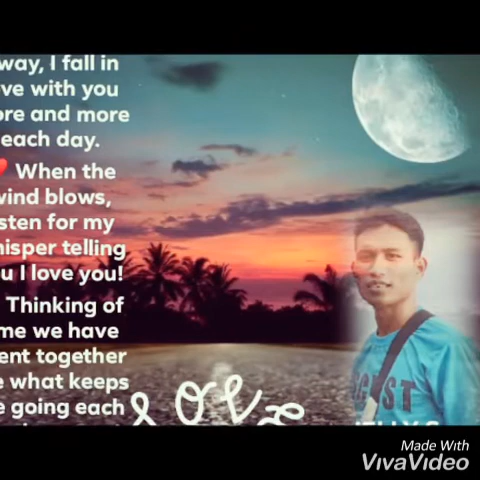 way, I fall in
ve with you
ore and more
each day.
When the
wind blows,
sten for my
hisper telling
u I love you!
Thinking of
me we have
ent together
e what keeps
e going each
Made With
VivaVideo